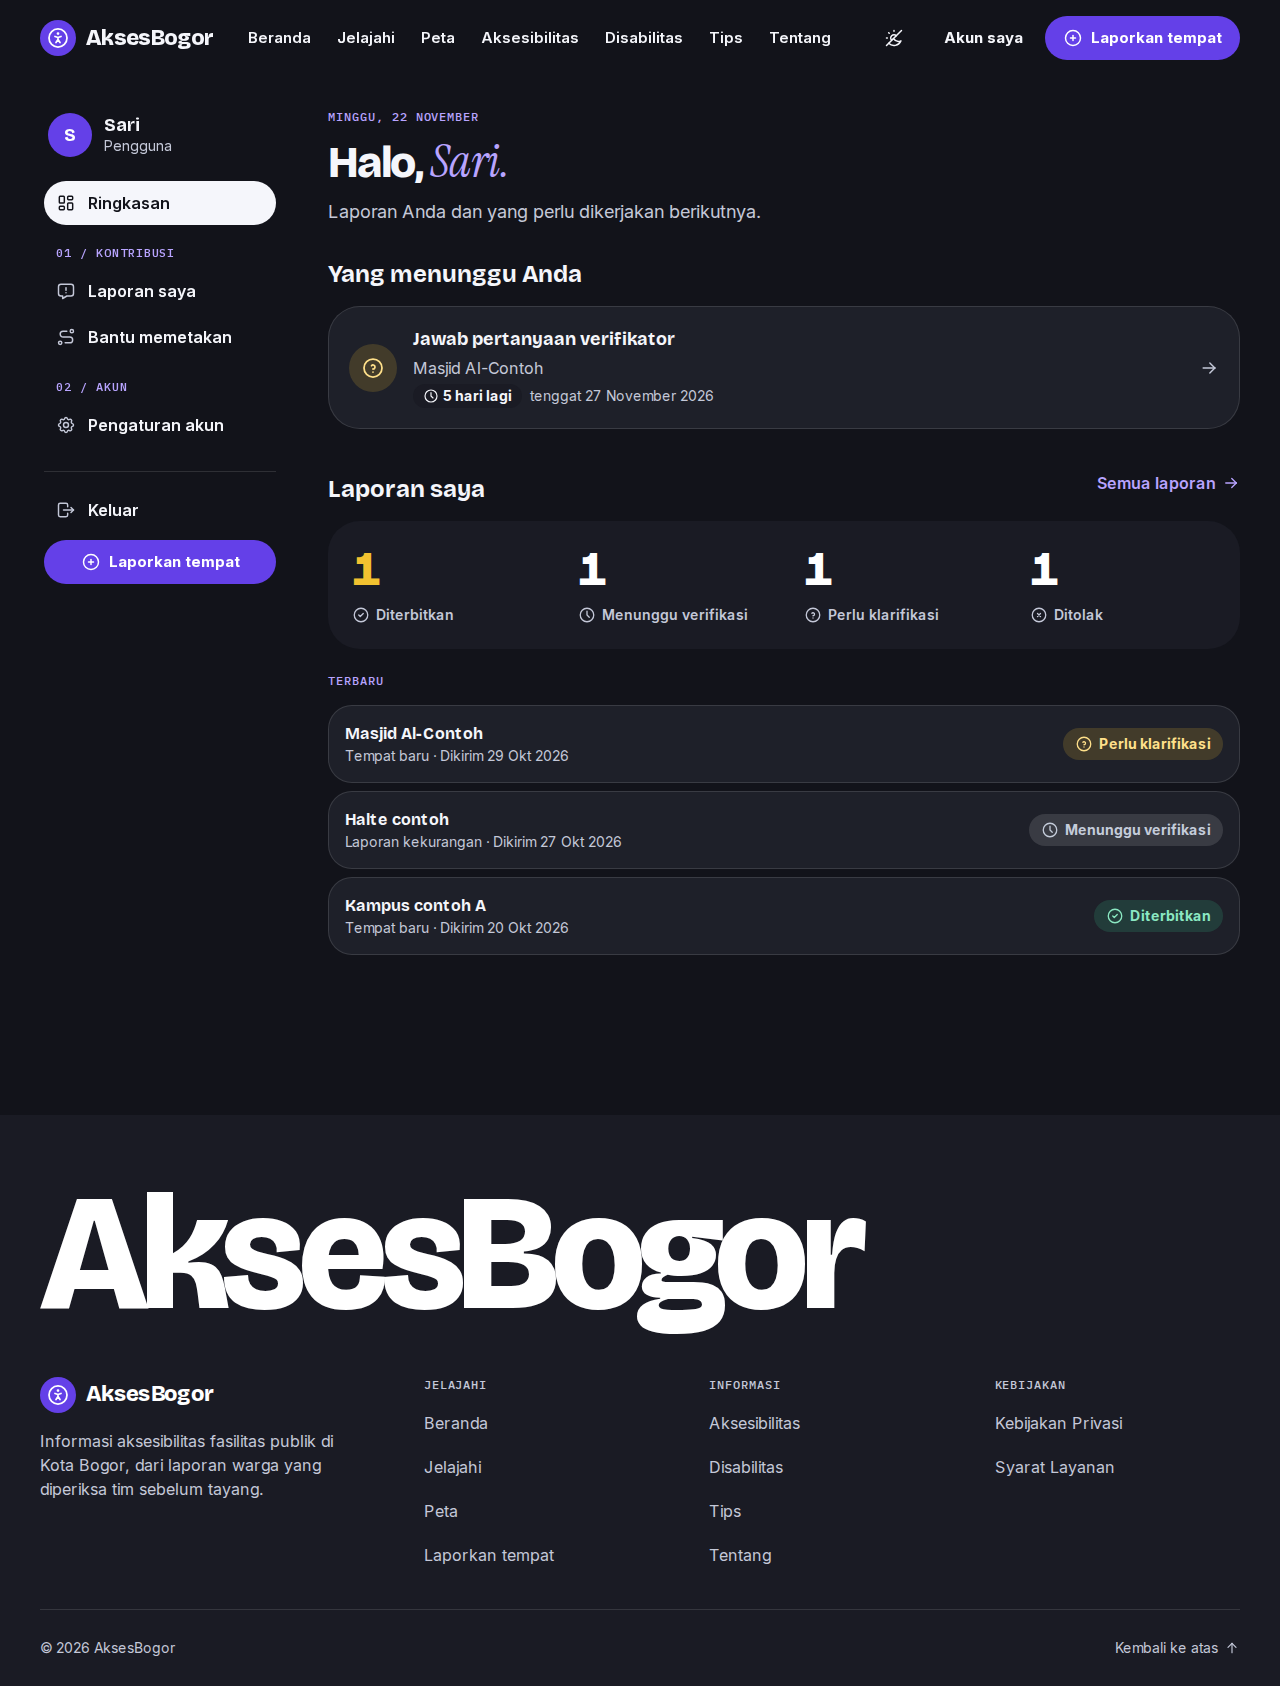 AksesBogor
Beranda
Jelajahi
Peta
Aksesibilitas
Disabilitas
Tips
Tentang
Akun saya
Laporkan tempat
S
Sari
Pengguna
Ringkasan
01 / KONTRIBUSI
Laporan saya
Bantu memetakan
02 / AKUN
Pengaturan akun
Keluar
Laporkan tempat
MINGGU, 22 NOVEMBER
Halo, Sari.
Laporan Anda dan yang perlu dikerjakan berikutnya.
Yang menunggu Anda
Jawab pertanyaan verifikator
Masjid Al-Contoh
5 hari lagi tenggat 27 November 2026
Laporan saya
Semua laporan
1
Diterbitkan
1
Menunggu verifikasi
1
Perlu klarifikasi
1
Ditolak
TERBARU
Masjid Al-Contoh
Tempat baru · Dikirim 29 Okt 2026
Perlu klarifikasi
Halte contoh
Laporan kekurangan · Dikirim 27 Okt 2026
Menunggu verifikasi
Kampus contoh A
Tempat baru · Dikirim 20 Okt 2026
Diterbitkan
AksesBogor
AksesBogor
Informasi aksesibilitas fasilitas publik di
Kota Bogor, dari laporan warga yang
diperiksa tim sebelum tayang.
JELAJAHI
Beranda
Jelajahi
Peta
Laporkan tempat
INFORMASI
Aksesibilitas
Disabilitas
Tips
Tentang
KEBIJAKAN
Kebijakan Privasi
Syarat Layanan
© 2026 AksesBogor
Kembali ke atas